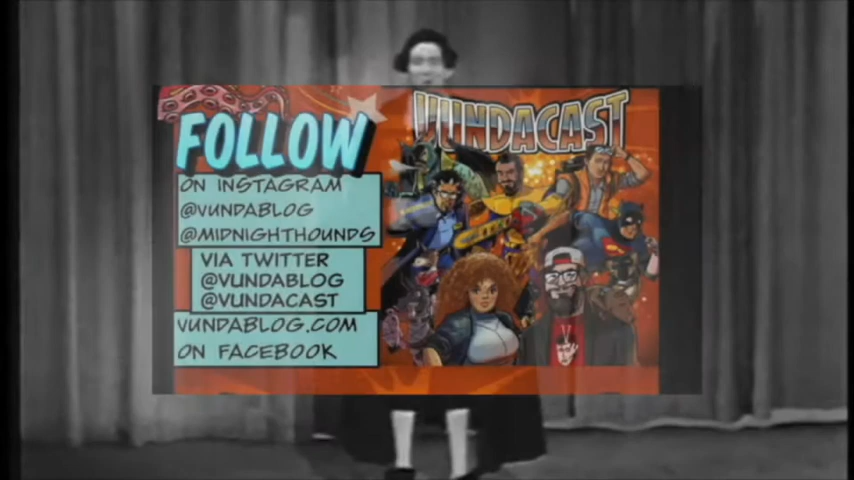 FOLLOW
ON INSTAGRAM
@VUNDABLOG
@MIDNIGHTHOUNDS
VIA TWITTER
@VUNDABLOG
@VUNDACAST
VUNDABLOG.COM
ON FACEBOOK
VUNDACAST